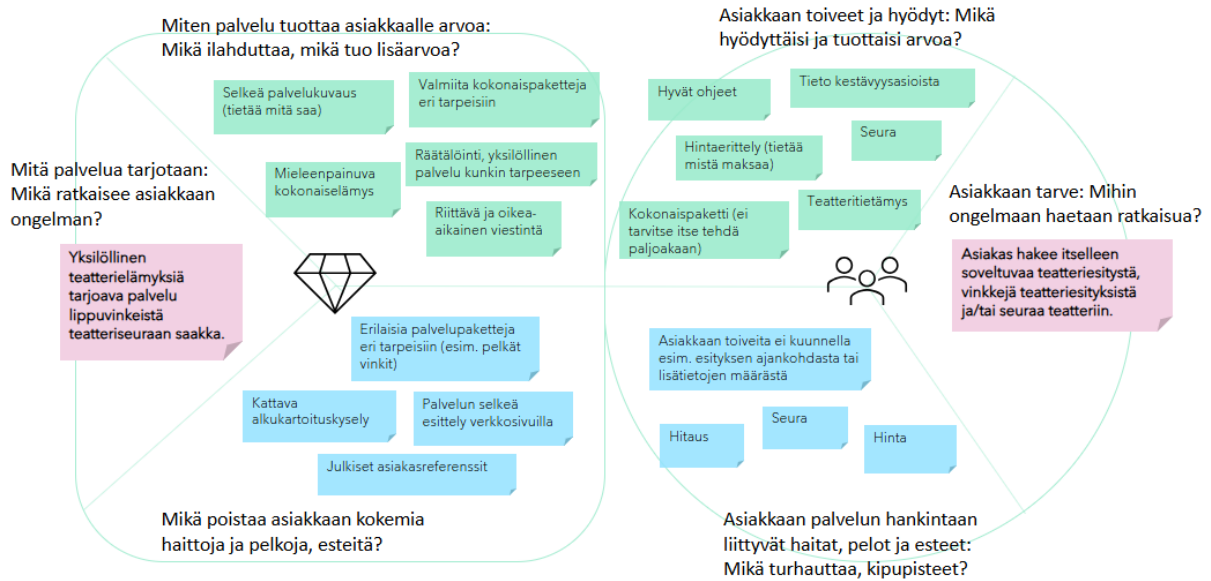 Miten palvelu tuottaa asiakkaalle arvoa:
Mikä ilahduttaa, mikä tuo lisäarvoa?
Selkeä palvelukuvaus
(tietää mitä saa)
Valmiita kokonaispaketteja
eri tarpeisiin
Mieleenpainuva
kokonaiselämys
Räätälöinti, yksilöllinen
palvelu kunkin tarpeeseen
Riittävä ja oikea-
aikainen viestintä
Mitä palvelua tarjotaan:
Mikä ratkaisee asiakkaan
ongelman?
Yksilöllinen
teatterielämyksiä
tarjoava palvelu
lippuvinkeistä
teatteriseuraan saakka.
Erilaisia palvelupaketteja
eri tarpeisiin (esim. pelkät
vinkit)
Kattava
alkukartoituskysely
Palvelun selkeä
esittely verkkosivuilla
Julkiset asiakasreferenssit
Mikä poistaa asiakkaan kokemia
haittoja ja pelkoja, esteitä?
Asiakkaan toiveet ja hyödyt: Mikä
hyödyttäisi ja tuottaisi arvoa?
Hyvät ohjeet
Tieto kestävyysasioista
Hintaerittely (tietää
mistä maksaa)
Seura
Teatteritietämys
Kokonaispaketti (ei
tarvitse itse tehdä
paljoakaan)
Asiakkaan tarve: Mihin
ongelmaan haetaan ratkaisua?
Asiakas hakee itselleen
soveltuvaa teatteriesitystä,
vinkkejä teatteriesityksistä
ja/tai seuraa teatteriin.
Asiakkaan toiveita ei kuunnella
esim. esityksen ajankohdasta tai
lisätietojen määrästä
Hitaus
Seura
Hinta
Asiakkaan palvelun hankintaan
liittyvät haitat, pelot ja esteet:
Mikä turhauttaa, kipupisteet?